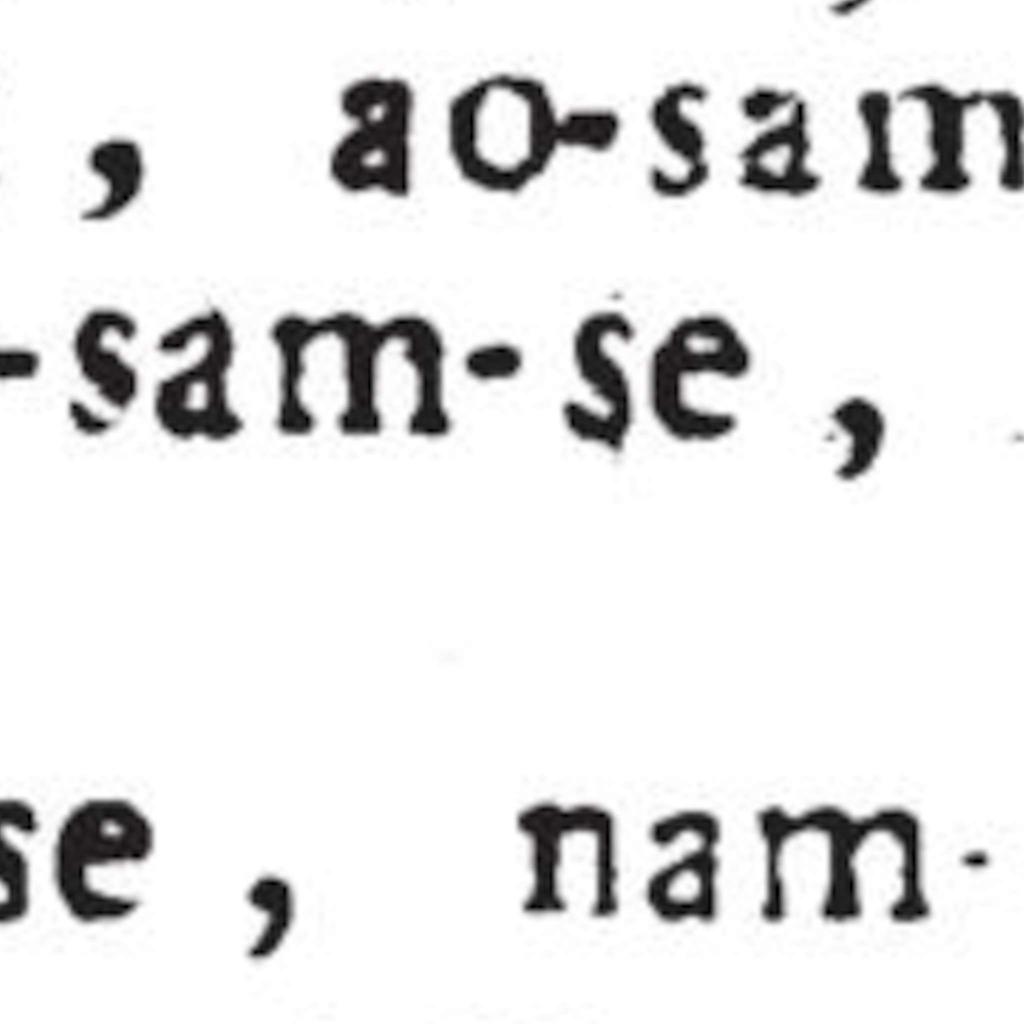 , ao-sam
-sam-se ,
se , nam-